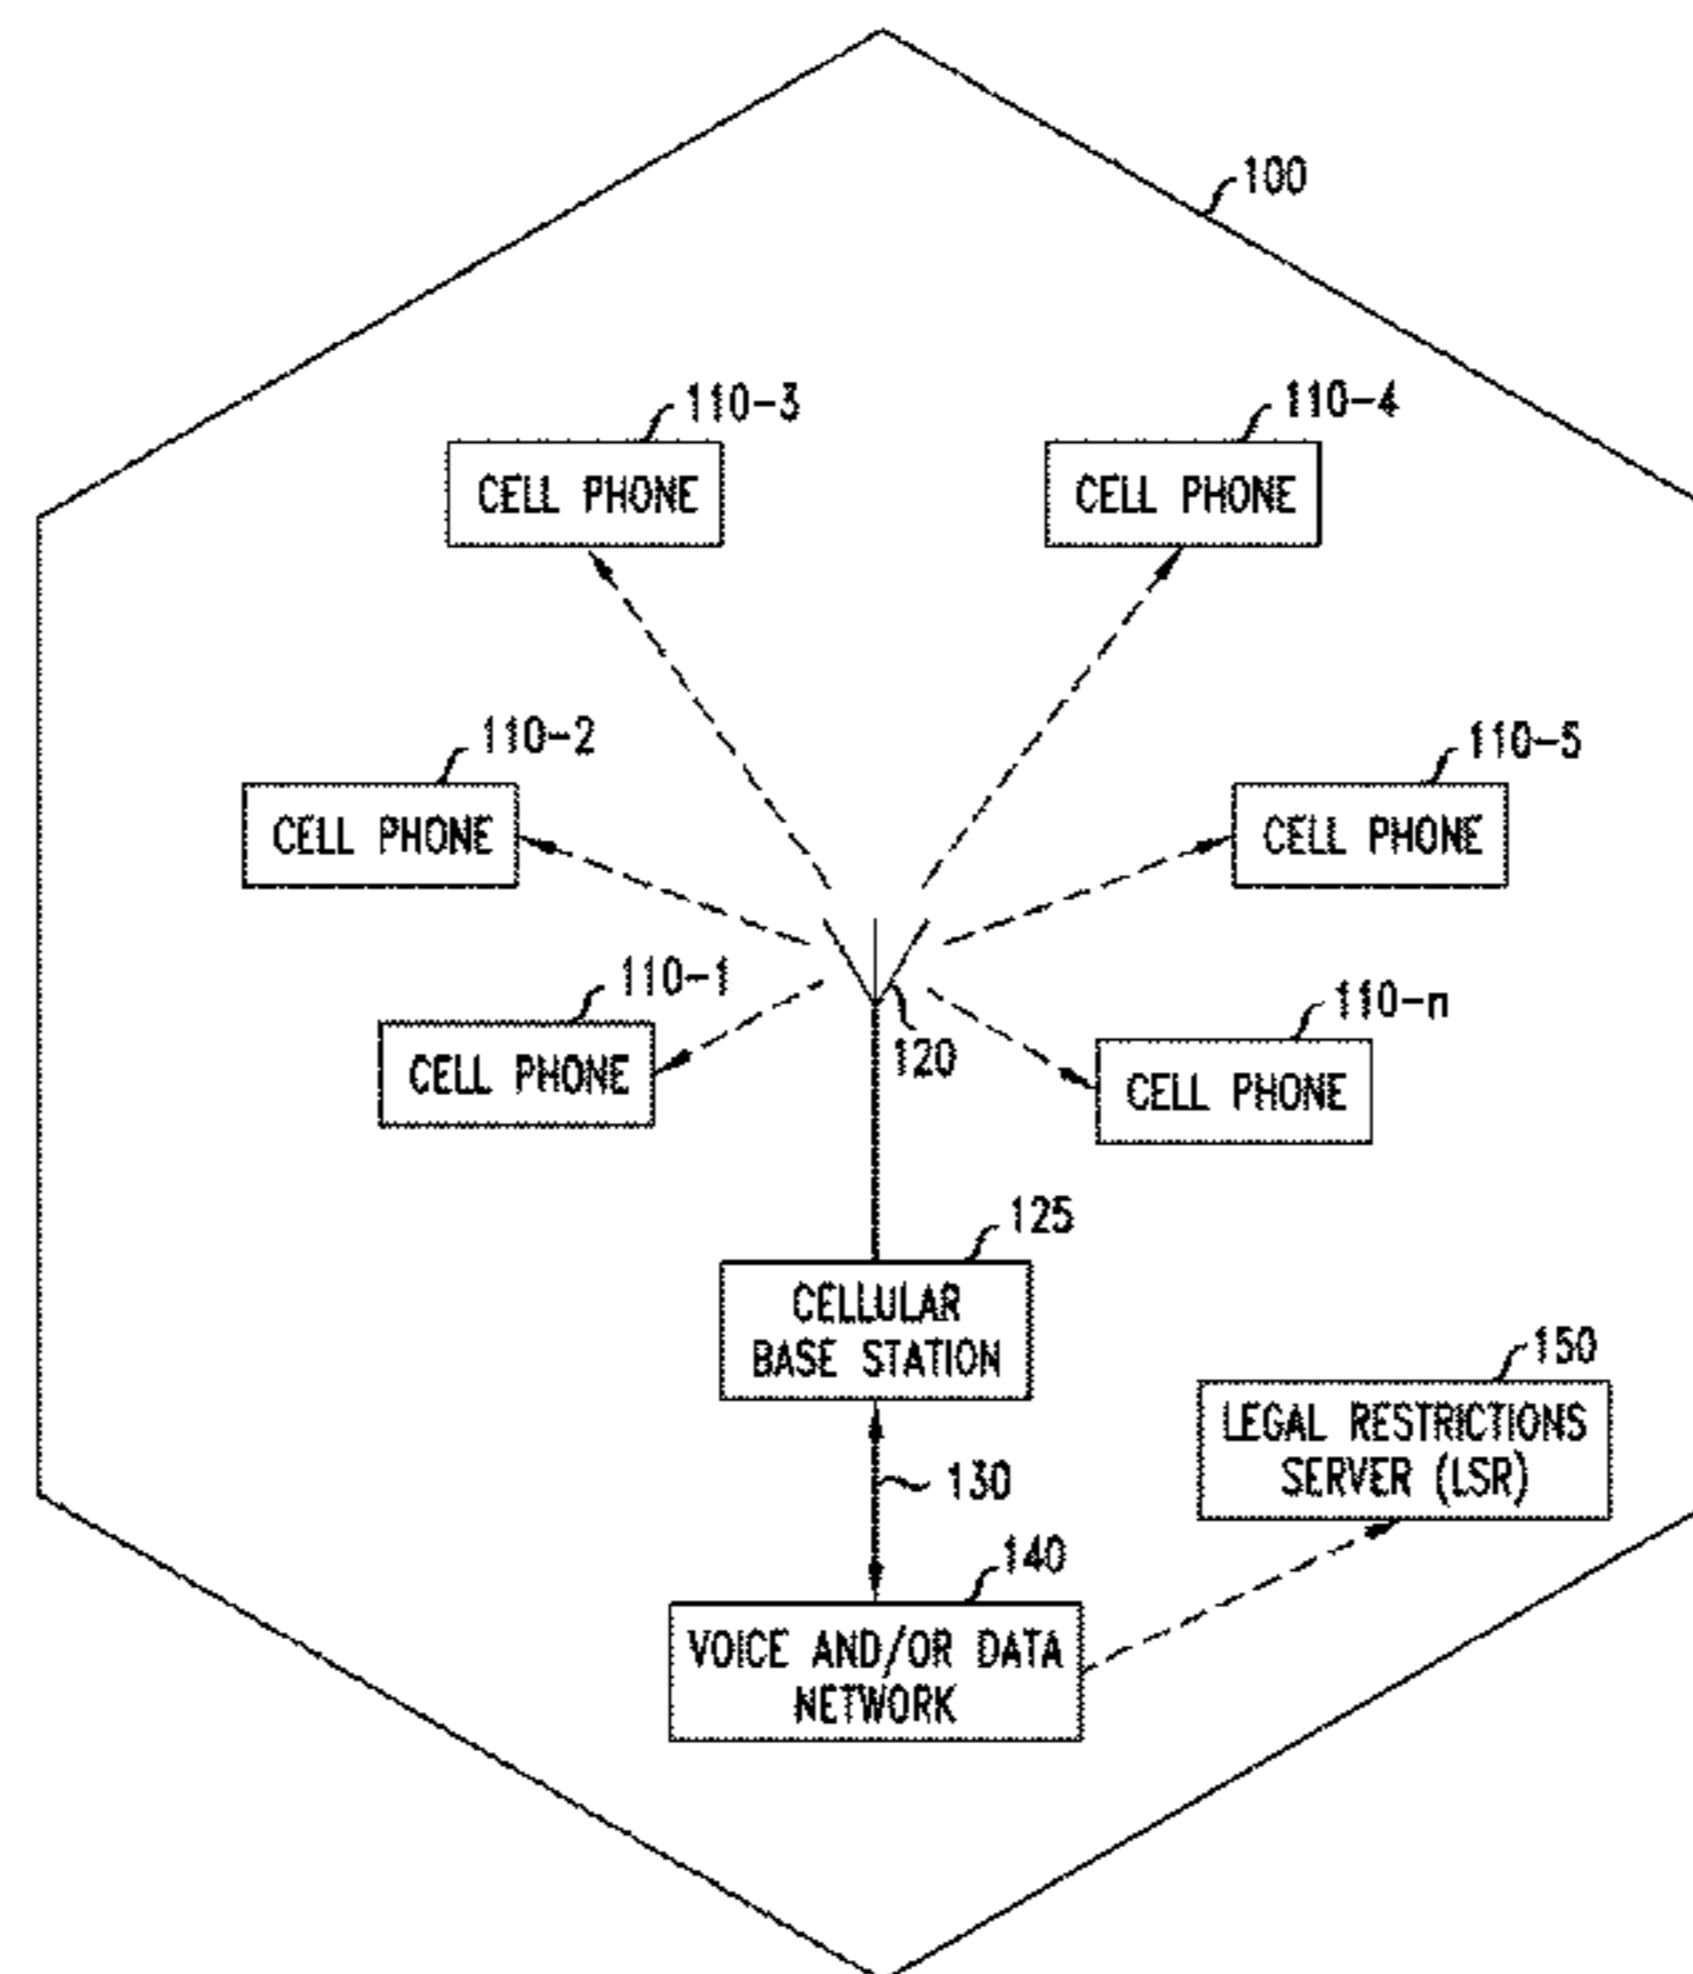 100
110-3
CELL PHONE
110-4
CELL PHONE
110-2
CELL PHONE
110-5
CELL PHONE
110-1
CELL PHONE
120
110-n
CELL PHONE
125
CELLULAR
BASE STATION
130
150
LEGAL RESTRICTIONS
SERVER (LSR)
140
VOICE AND/OR DATA
NETWORK